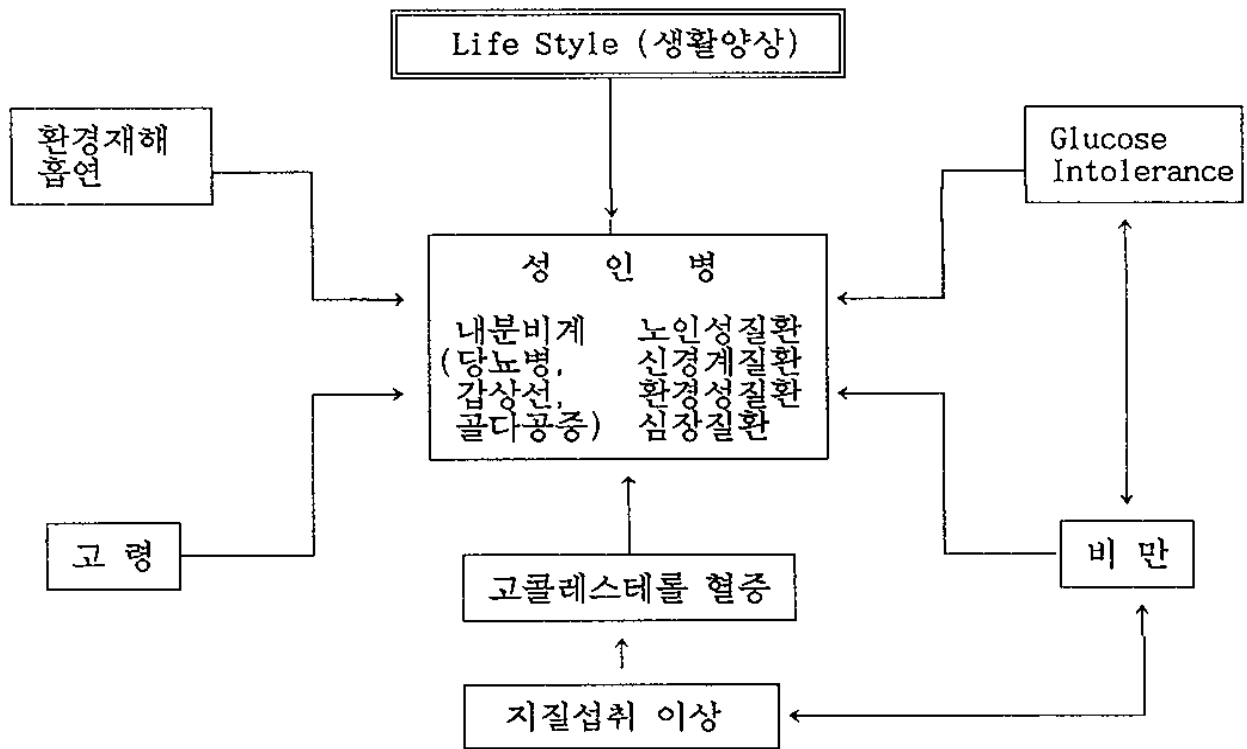 Life Style (생활양상)
환경재해
흡연
Glucose
Intolerance
성 인 병
내분비계 노인성질환
(당뇨병, 신경계질환
갑상선, 환경성질환
골다공증) 심장질환
고 령
비 만
고콜레스테롤 혈증
지질섭취 이상